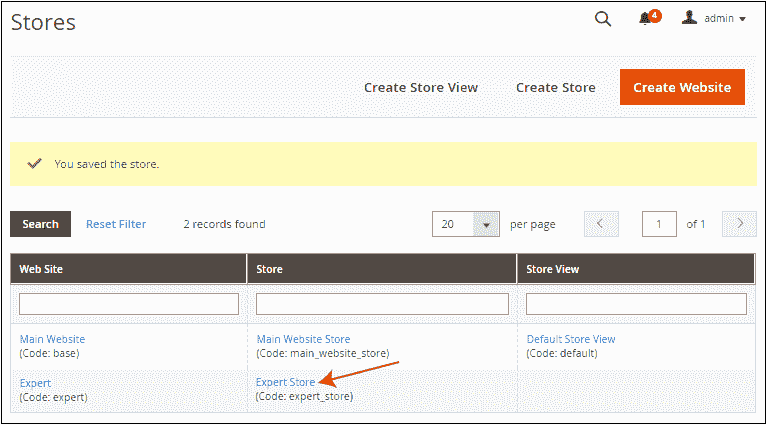 Stores
4
admin
Create Store View
Create Store
Create Website
You saved the store.
Search
Reset Filter
2 records found
20
per page
1
of 1
Web Site
Store
Store View
Main Website
(Code: base)
Main Website Store
(Code: main_website_store)
Default Store View
(Code: default)
Expert
(Code: expert)
Expert Store
(Code: expert_store)